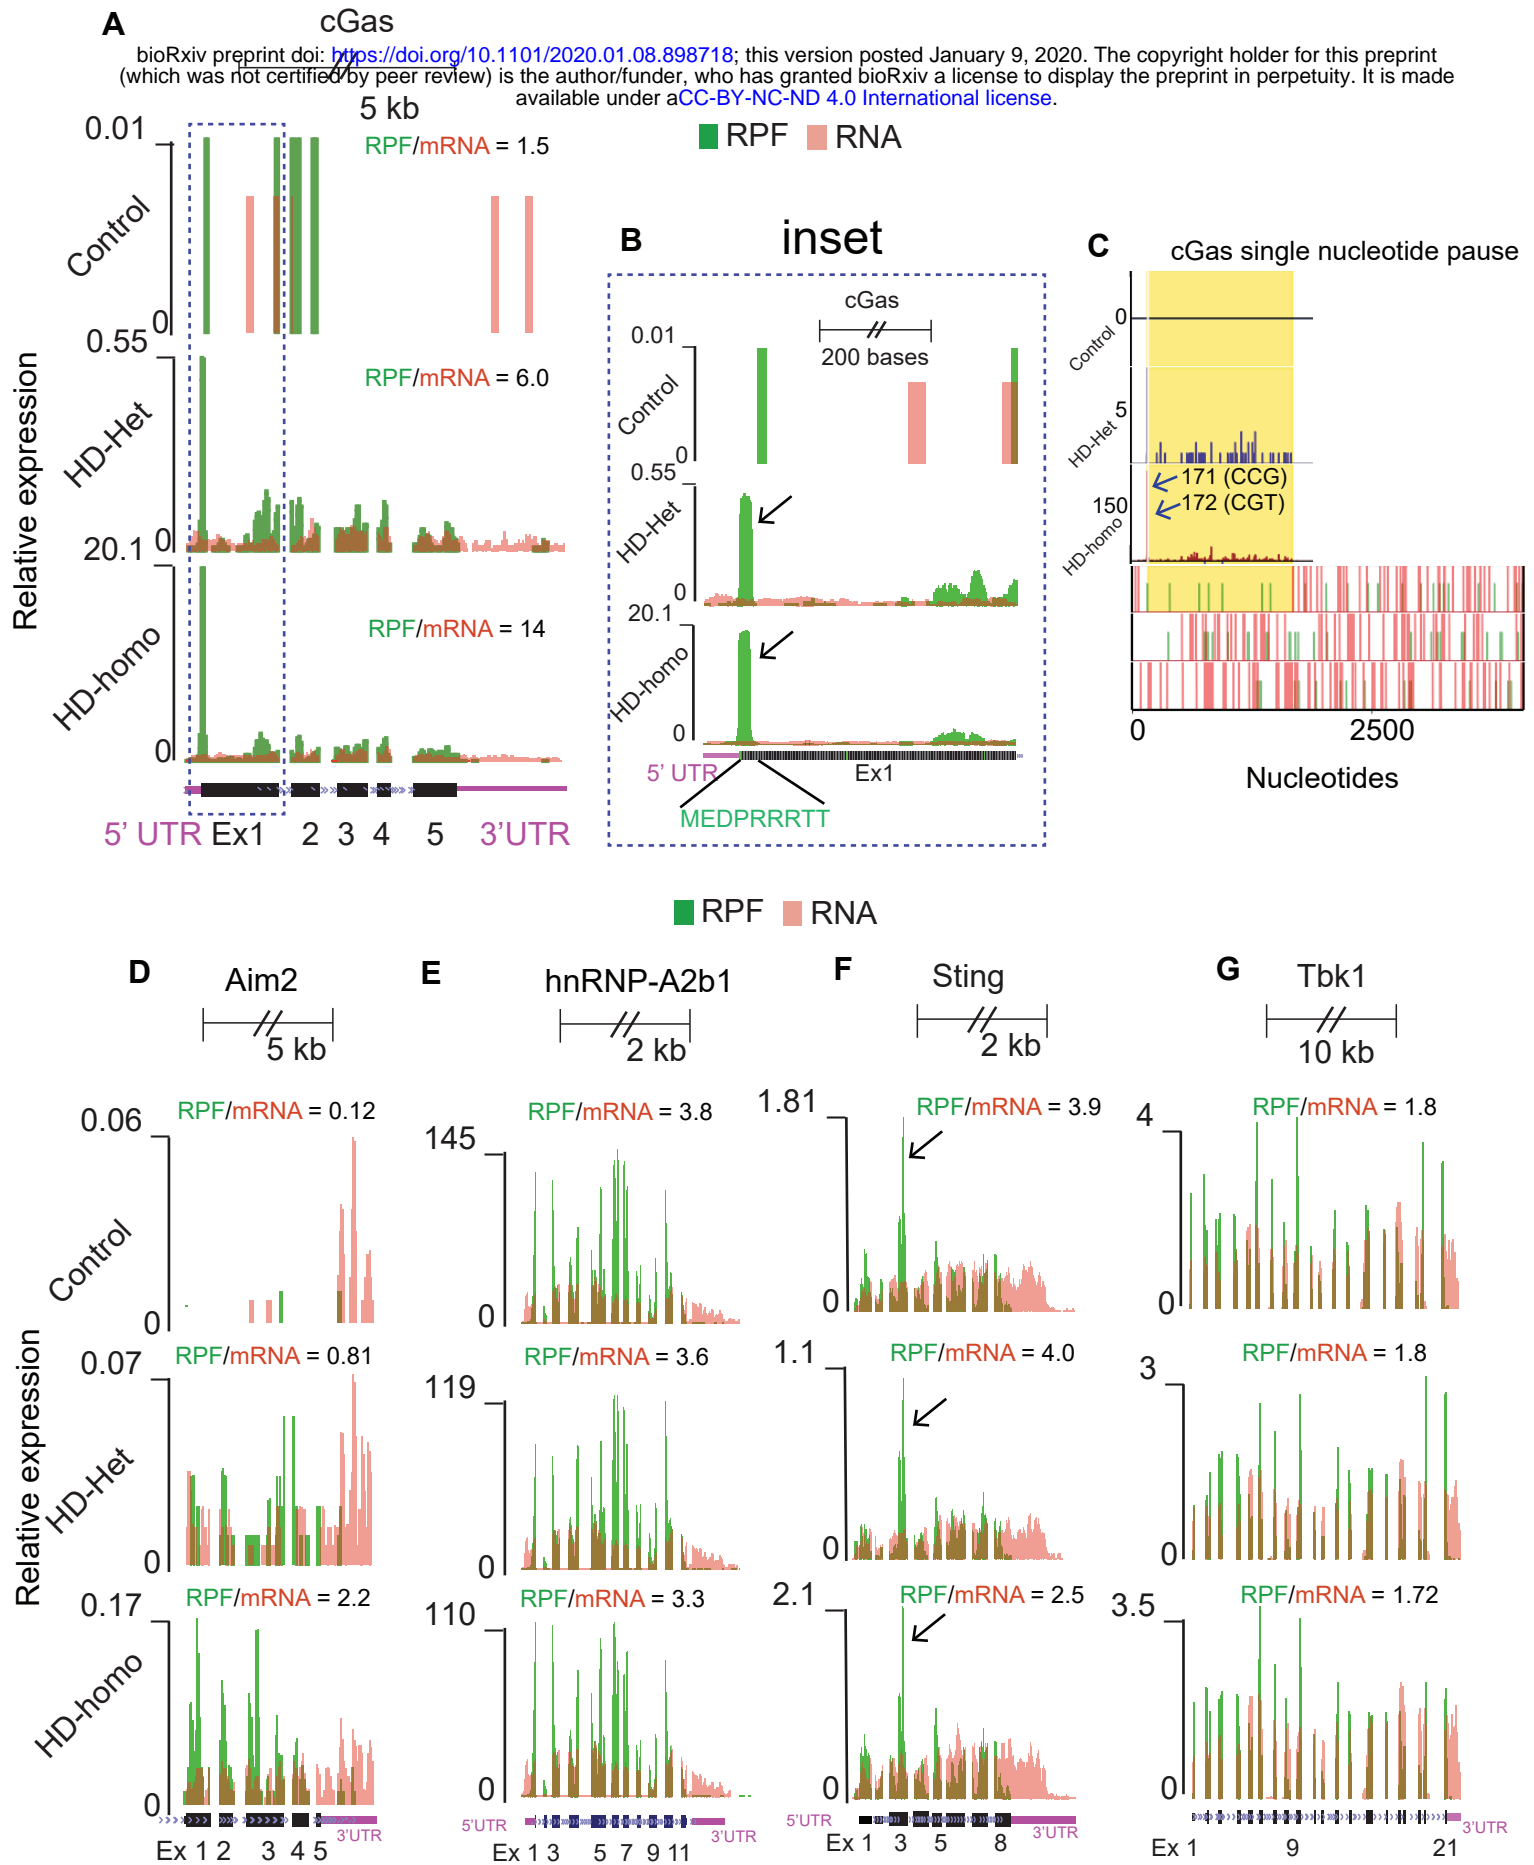 A
cGas
bioRxiv preprint doi: https://doi.org/10.1101/2020.01.08.898718; this version posted January 9, 2020. The copyright holder for this preprint
(which was not certified by peer review) is the author/funder, who has granted bioRxiv a license to display the preprint in perpetuity. It is made
available under aCC-BY-NC-ND 4.0 International license.
5 kb
RPF RNA
Relative expression
0.01
Control
0
RPF/mRNA = 1.5
0.55
HD-Het
0
RPF/mRNA = 6.0
20.1
HD-homo
0
RPF/mRNA = 14
5' UTR Ex1 2 3 4 5 3'UTR
B
inset
cGas
200 bases
0.01
Control
0
0.55
HD-Het
0
20.1
HD-homo
0
5' UTR
Ex1
MEDPRRRTT
C
cGas single nucleotide pause
0
Control
5
HD-Het
171 (CCG)
172 (CGT)
150
HD-homo
0 2500
Nucleotides
RPF RNA
Relative expression
D
Aim2
5 kb
RPF/mRNA = 0.12
0.06
Control
0
RPF/mRNA = 0.81
0.07
HD-Het
0
RPF/mRNA = 2.2
0.17
HD-homo
0
3'UTR
Ex 1 2 3 4 5
E
hnRNP-A2b1
2 kb
RPF/mRNA = 3.8
145
0
RPF/mRNA = 3.6
119
0
RPF/mRNA = 3.3
110
0
5'UTR 3'UTR
Ex 1 3 5 7 9 11
F
Sting
2 kb
RPF/mRNA = 3.9
1.81
0
RPF/mRNA = 4.0
1.1
0
RPF/mRNA = 2.5
2.1
0
5'UTR 3'UTR
Ex 1 3 5 8
G
Tbk1
10 kb
RPF/mRNA = 1.8
4
0
RPF/mRNA = 1.8
3
0
RPF/mRNA = 1.72
3.5
0
3'UTR
Ex 1 9 21